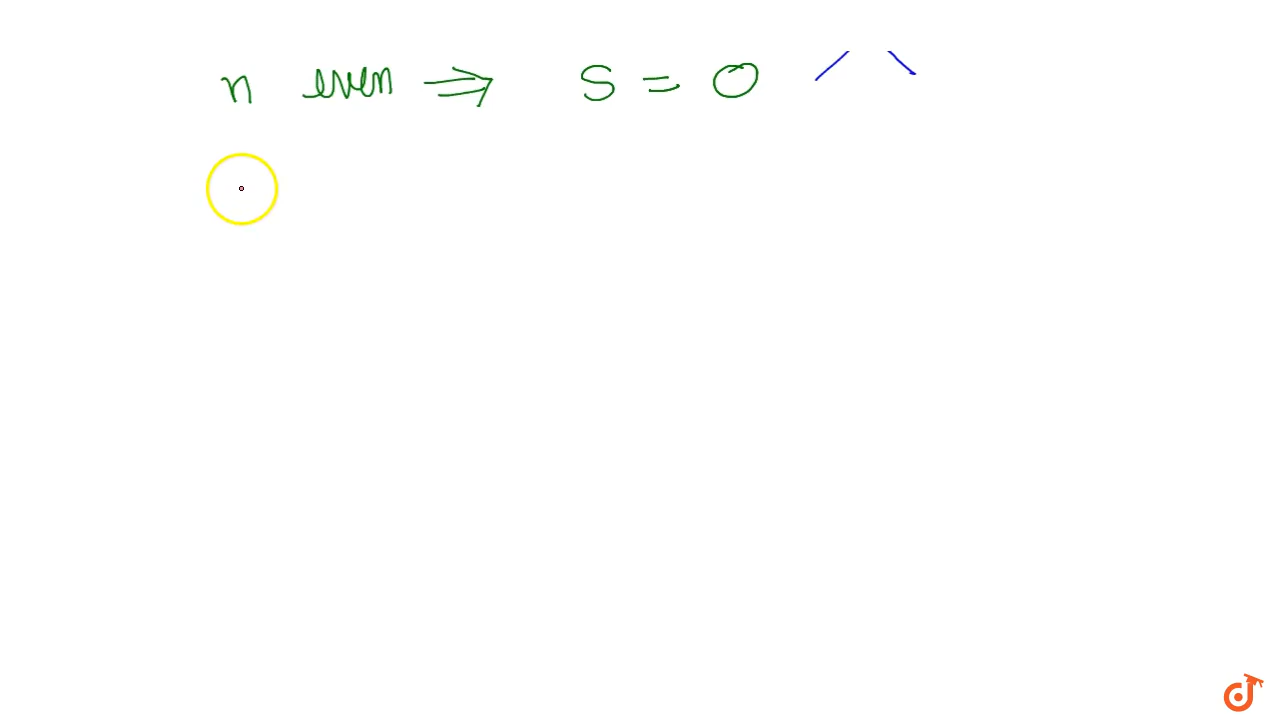 n even ⇒ S = 0